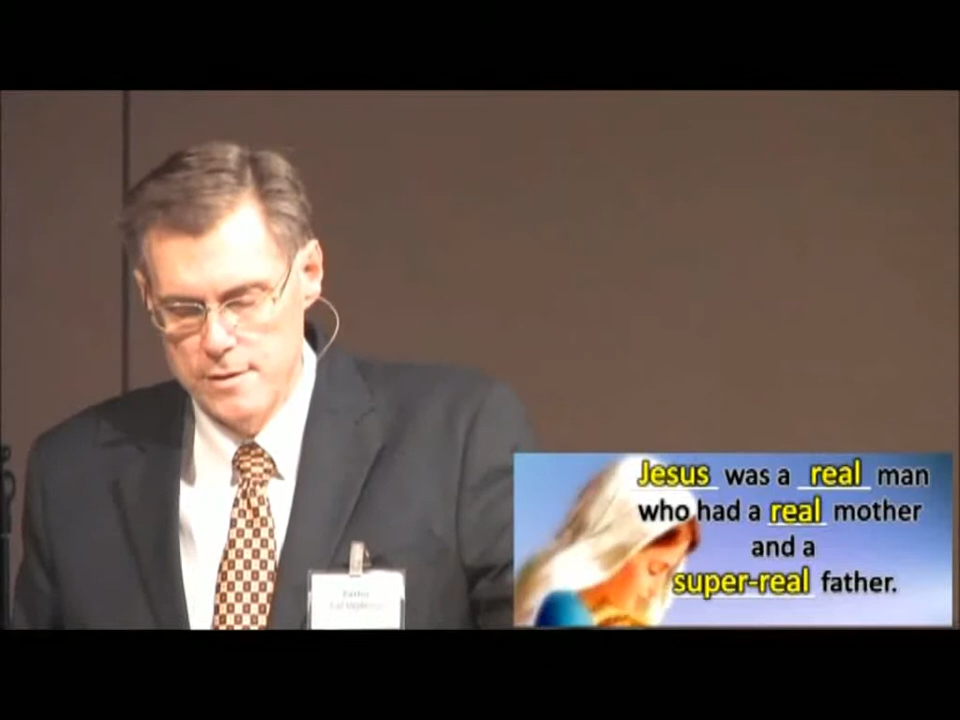 Jesus was a real man
who had a real mother
and a
super-real father.